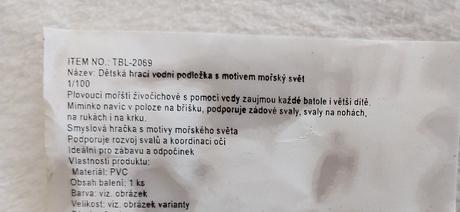 ITEM NO.: TBL-2069
Název: Dětská hrací vodní podložka s motivem mořský svět
1/100
Plovoucí mořští živočichové s pomocí vody zaujmou každé batole i větší dítě.
Miminko navíc v poloze na bříšku, podporuje zádové svaly, svaly na nohách,
na rukách i na krku.
Smyslová hračka s motivy mořského světa
Podporuje rozvoj svalů a koordinaci očí
Ideální pro zábavu a odpočinek
Vlastnosti produktu:
Materiál: PVC
Obsah balení: 1 ks
Barva: viz. obrázek
Velikost: viz obrázek varianty